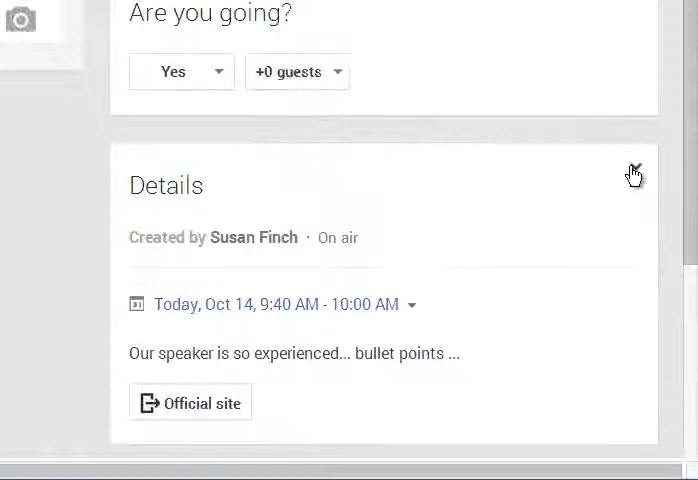 Are you going?
Yes
+0 guests
Details
Created by Susan Finch · On air
31 Today, Oct 14, 9:40 AM - 10:00 AM
Our speaker is so experienced... bullet points ...
Official site